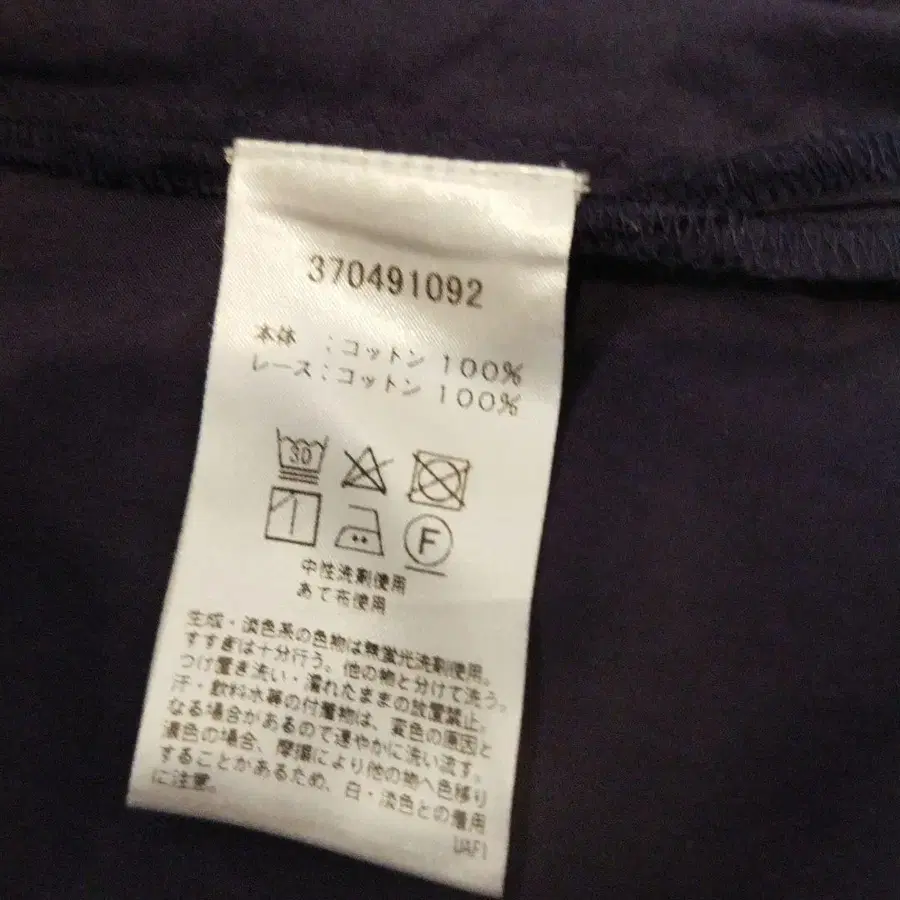 370491092
本体 :コットン 100%
レース:コットン 100%
30
F
中性洗剤使用
あて布使用
生成・淡色系の色物は無蛍光洗剤使用。
すすぎは十分行う。他の物と分けて洗う。
つけ置き洗い・濡れたままの放置禁止。
汗・飲料水等の付着物は、変色の原因と
なる場合があるので速やかに洗い流す。
濃色の場合、摩擦により他の物へ色移り
することがあるため、白・淡色との着用
に注意。
UAF1